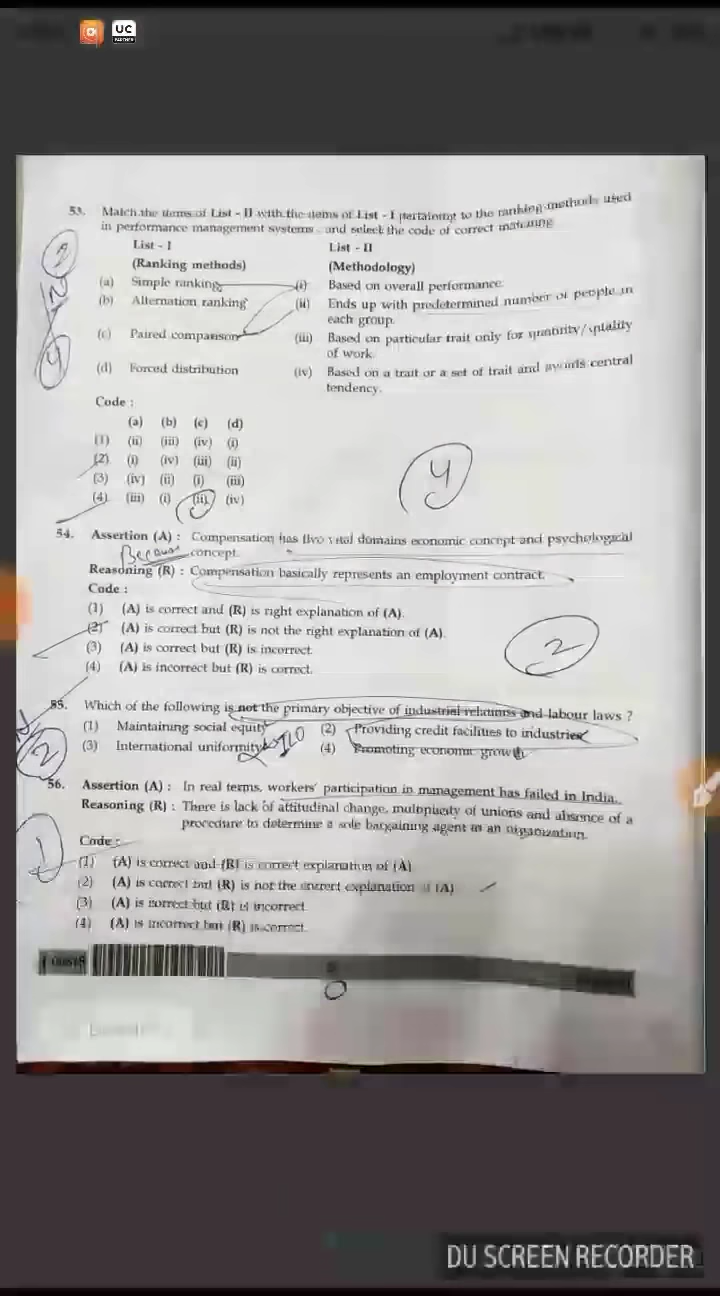 UC
PARTNER
53. Match the items of List - II with the items of List - I pertaining to the ranking methods used
in performance management systems and select the code of correct matching
List - I List - II
(Ranking methods) (Methodology)
(a) Simple ranking (i) Based on overall performance
(b) Alternation ranking (ii) Ends up with predetermined number of people in
each group.
(c) Paired comparison (iii) Based on particular trait only for quantity/quality
of work
(d) Forced distribution (iv) Based on a trait or a set of trait and avoids central
tendency.
Code :
(a) (b) (c) (d)
(1) (ii) (iii) (iv) (i)
(2) (i) (iv) (iii) (ii)
(3) (iv) (ii) (i) (iii)
(4) (iii) (i) (ii) (iv)
4
54. Assertion (A) : Compensation has two vital domains economic concept and psychological
Because concept.
Reasoning (R) : Compensation basically represents an employment contract.
Code :
(1) (A) is correct and (R) is right explanation of (A).
(2) (A) is correct but (R) is not the right explanation of (A).
(3) (A) is correct but (R) is incorrect
(4) (A) is incorrect but (R) is correct.
2
55. Which of the following is not the primary objective of industrial relations and labour laws ?
(1) Maintaining social equity (2) Providing credit facilities to industries
(3) International uniformity ILO (4) Promoting economic growth
2
56. Assertion (A) : In real terms, workers' participation in management has failed in India.
Reasoning (R) : There is lack of attitudinal change, multiplicity of unions and absence of a
procedure to determine a sole bargaining agent in an organization.
1
Code :
(1) (A) is correct and (R) is correct explanation of (A)
(2) (A) is correct but (R) is not the correct explanation of (A)
(3) (A) is correct but (R) is incorrect
(4) (A) is incorrect but (R) is correct.
DU SCREEN RECORDER